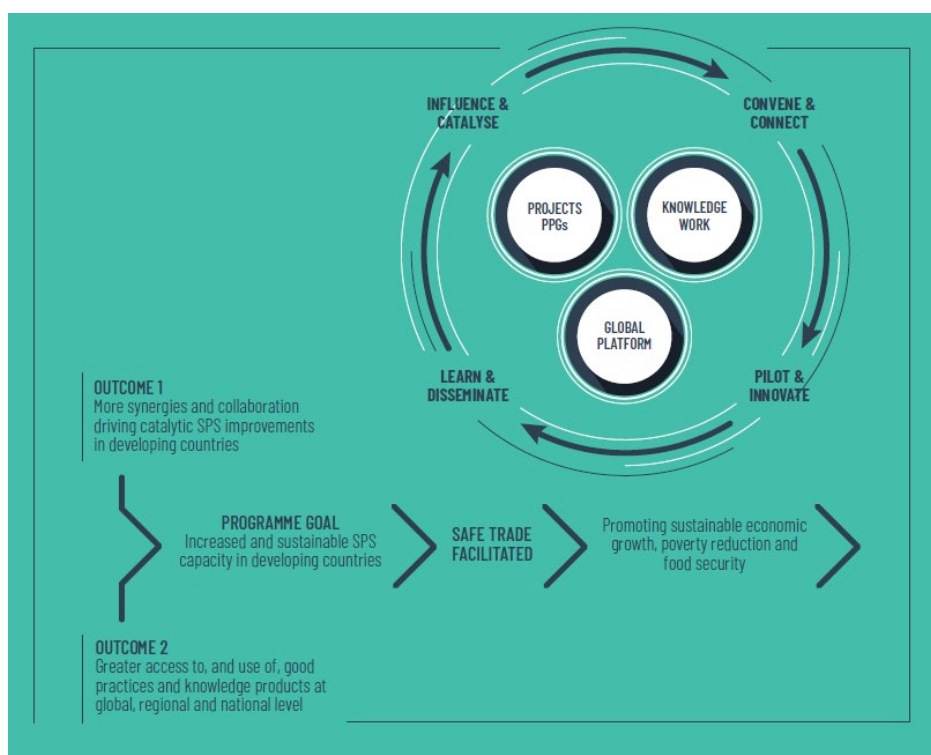 INFLUENCE &
CATALYSE
CONVENE &
CONNECT
PROJECTS
PPGs
KNOWLEDGE
WORK
GLOBAL
PLATFORM
LEARN &
DISSEMINATE
PILOT &
INNOVATE
OUTCOME 1
More synergies and collaboration
driving catalytic SPS improvements
in developing countries
PROGRAMME GOAL
Increased and sustainable SPS
capacity in developing countries
SAFE TRADE
FACILITATED
Promoting sustainable economic
growth, poverty reduction and
food security
OUTCOME 2
Greater access to, and use of, good
practices and knowledge products at
global, regional and national level